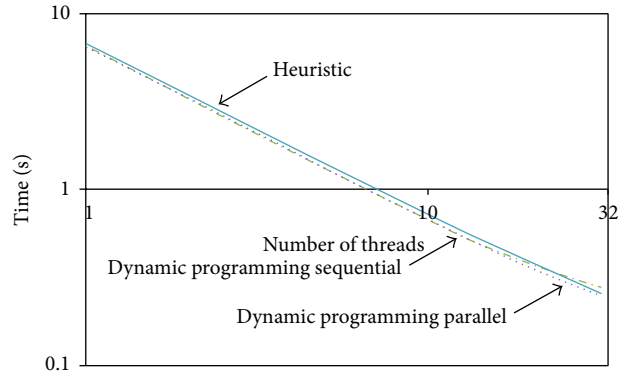 10
Heuristic
Time (s)
1
1
10
32
Number of threads
Dynamic programming sequential
Dynamic programming parallel
0.1